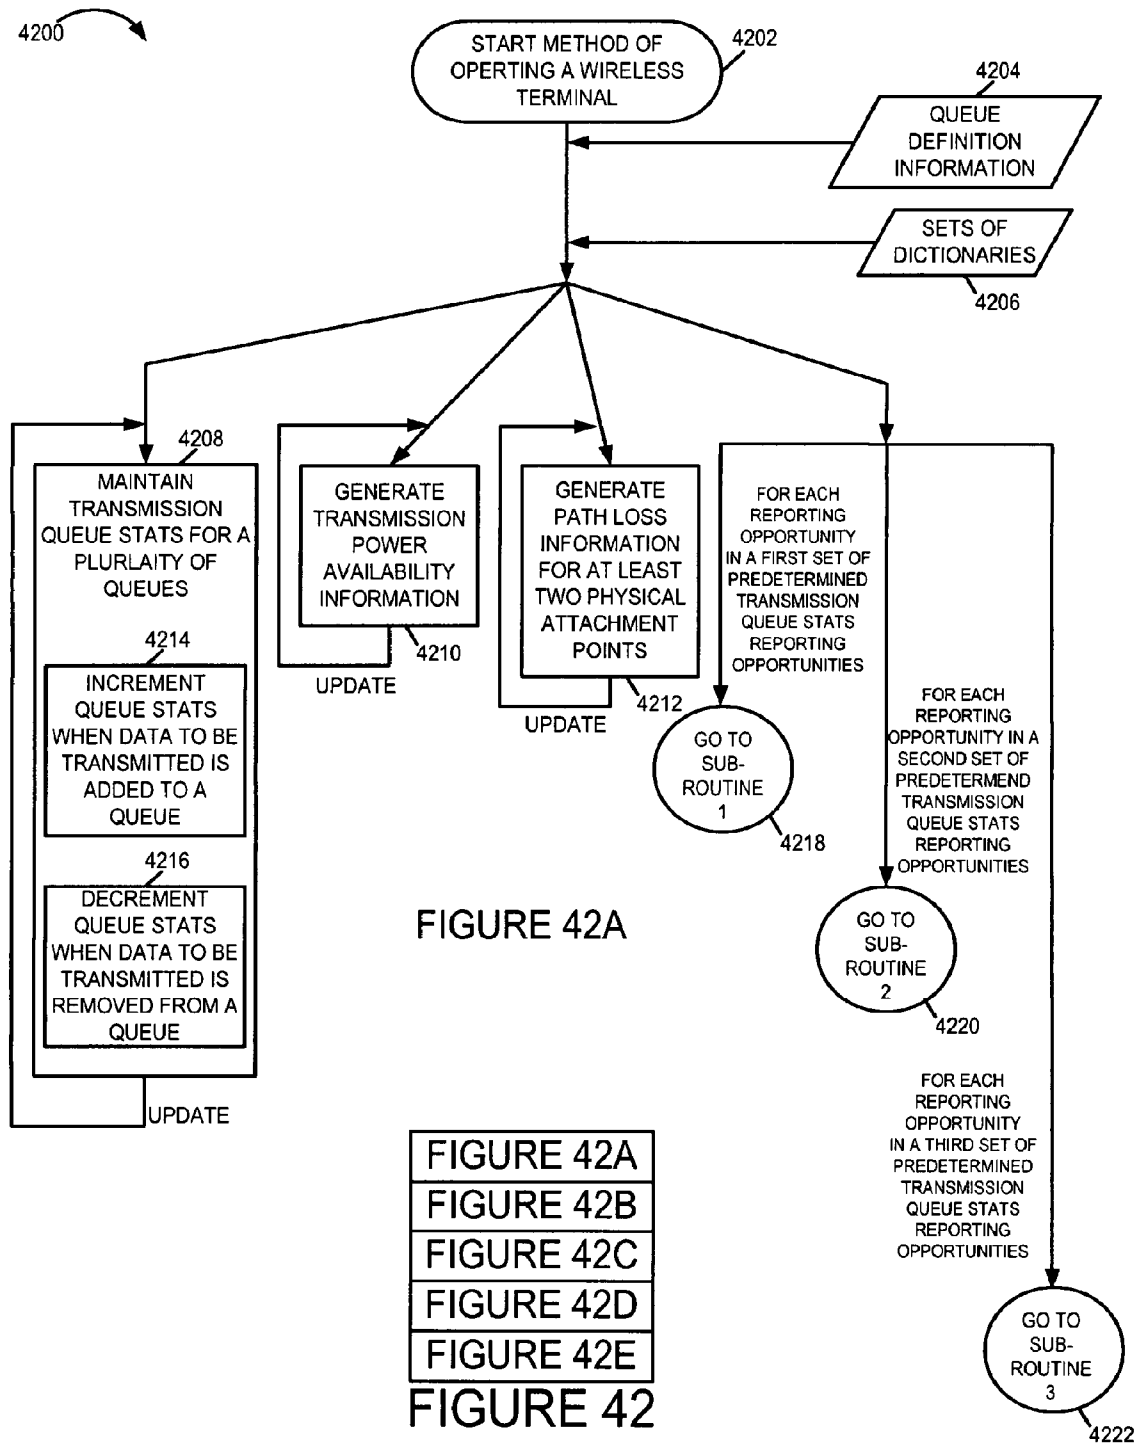 4200
START METHOD OF
OPERTING A WIRELESS
TERMINAL
4202
4204
QUEUE
DEFINITION
INFORMATION
SETS OF
DICTIONARIES
4206
4208
MAINTAIN
TRANSMISSION
QUEUE STATS FOR A
PLURLAITY OF
QUEUES
4214
INCREMENT
QUEUE STATS
WHEN DATA TO BE
TRANSMITTED IS
ADDED TO A
QUEUE
4216
DECREMENT
QUEUE STATS
WHEN DATA TO BE
TRANSMITTED IS
REMOVED FROM A
QUEUE
UPDATE
GENERATE
TRANSMISSION
POWER
AVAILABILITY
INFORMATION
4210
UPDATE
GENERATE
PATH LOSS
INFORMATION
FOR AT LEAST
TWO PHYSICAL
ATTACHMENT
POINTS
4212
UPDATE
FOR EACH
REPORTING
OPPORTUNITY
IN A FIRST SET OF
PREDETERMINED
TRANSMISSION
QUEUE STATS
REPORTING
OPPORTUNITIES
GO TO
SUB-
ROUTINE
1
4218
FOR EACH
REPORTING
OPPORTUNITY IN A
SECOND SET OF
PREDETERMEND
TRANSMISSION
QUEUE STATS
REPORTING
OPPORTUNITIES
GO TO
SUB-
ROUTINE
2
4220
FOR EACH
REPORTING
OPPORTUNITY
IN A THIRD SET OF
PREDETERMINED
TRANSMISSION
QUEUE STATS
REPORTING
OPPORTUNITIES
GO TO
SUB-
ROUTINE
3
4222
FIGURE 42A
FIGURE 42A
FIGURE 42B
FIGURE 42C
FIGURE 42D
FIGURE 42E
FIGURE 42